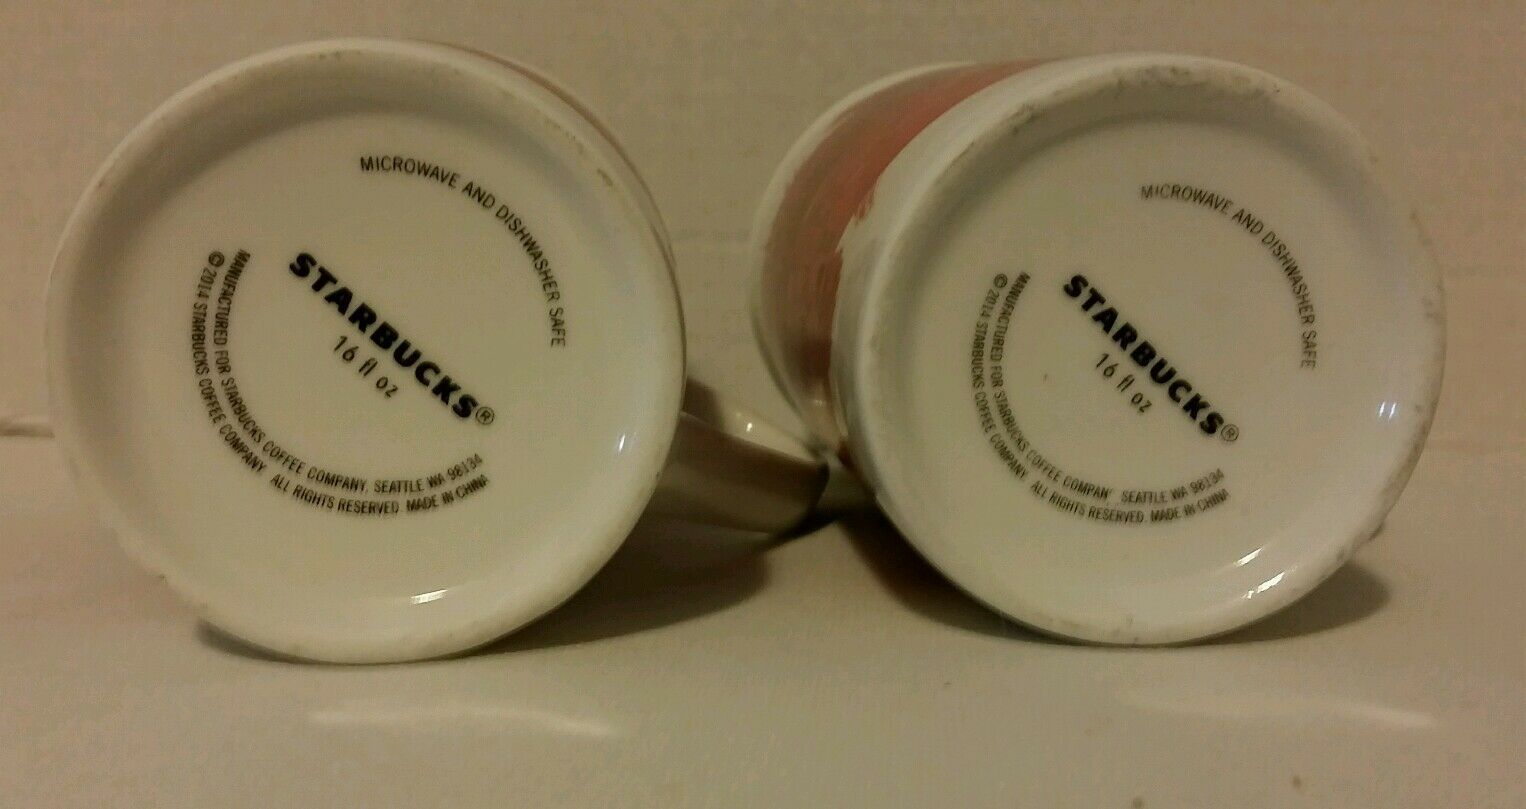 MICROWAVE AND DISHWASHER SAFE
STARBUCKS®
16 fl oz
MANUFACTURED FOR STARBUCKS COFFEE COMPANY, SEATTLE WA 98134
© 2014 STARBUCKS COFFEE COMPANY. ALL RIGHTS RESERVED. MADE IN CHINA
MICROWAVE AND DISHWASHER SAFE
STARBUCKS®
16 fl oz
MANUFACTURED FOR STARBUCKS COFFEE COMPAN' SEATTLE WA 98134
© 2014 STARBUCKS COFFEE COMPANY. ALL RIGHTS RESERVED. MADE IN CHINA